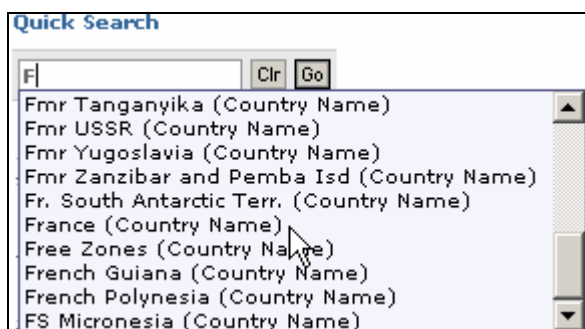 Quick Search
F
Clr Go
Fmr Tanganyika (Country Name)
Fmr USSR (Country Name)
Fmr Yugoslavia (Country Name)
Fmr Zanzibar and Pemba Isd (Country Name)
Fr. South Antarctic Terr. (Country Name)
France (Country Name)
Free Zones (Country Name)
French Guiana (Country Name)
French Polynesia (Country Name)
FS Micronesia (Country Name)